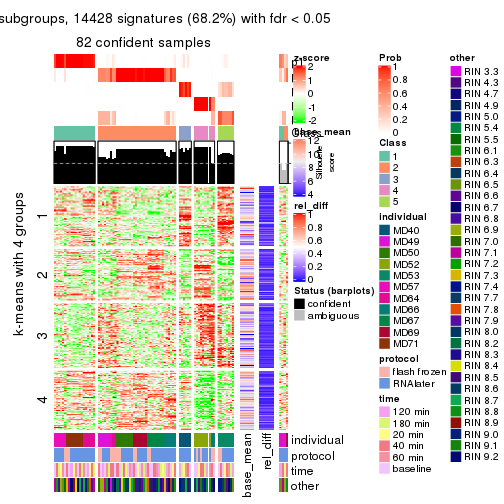 subgroups, 14428 signatures (68.2%) with fdr < 0.05
82 confident samples
k-means with 4 groups
1
2
3
4
z-score
2
1
0
-1
-2
Class
base_mean
12
10
8
6
4
Silhouette
score
rel_diff
1
0.8
0.6
0.4
0.2
0
Status (barplots)
confident
ambiguous
base_mean
rel_diff
individual
protocol
time
other
Prob
1
0.8
0.6
0.4
0.2
0
Class
1
2
3
4
5
individual
MD40
MD49
MD50
MD52
MD53
MD57
MD64
MD66
MD67
MD69
MD71
protocol
flash frozen
RNAlater
time
120 min
180 min
20 min
40 min
60 min
baseline
other
RIN 3.3
RIN 4.3
RIN 4.7
RIN 4.9
RIN 5.0
RIN 5.4
RIN 5.5
RIN 6.1
RIN 6.3
RIN 6.4
RIN 6.5
RIN 6.6
RIN 6.7
RIN 6.8
RIN 6.9
RIN 7.0
RIN 7.1
RIN 7.2
RIN 7.3
RIN 7.4
RIN 7.7
RIN 7.8
RIN 7.9
RIN 8.0
RIN 8.2
RIN 8.3
RIN 8.4
RIN 8.5
RIN 8.6
RIN 8.7
RIN 8.8
RIN 8.9
RIN 9.0
RIN 9.1
RIN 9.2